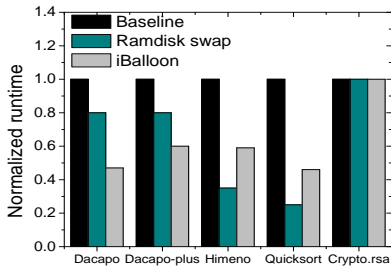 1.4
1.2
1.0
0.8
0.6
0.4
0.2
0.0
Normalized runtime
Baseline
Ramdisk swap
iBalloon
Dacapo Dacapo-plus Himeno Quicksort Crypto.rsa